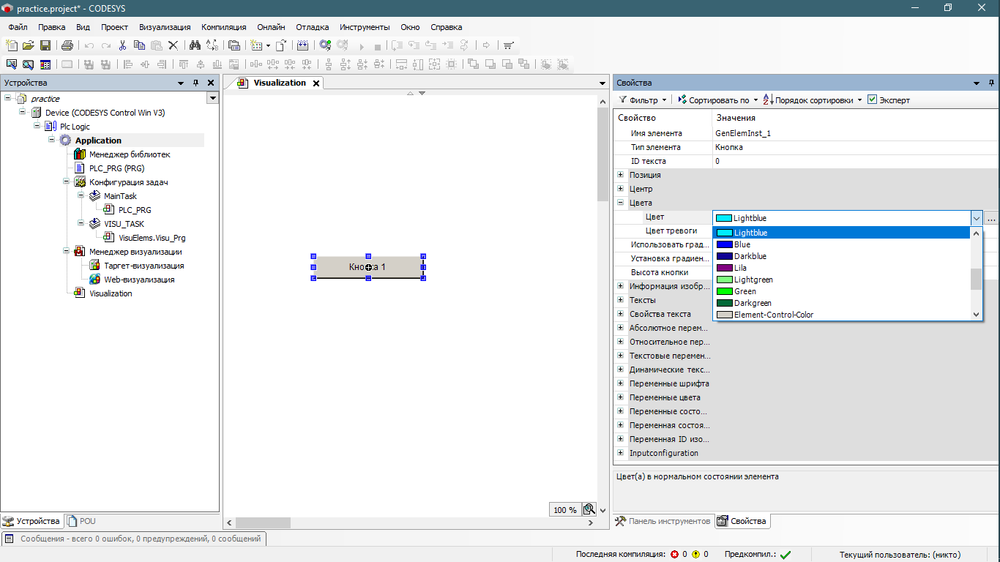 practice.project* - CODESYS
Файл Правка Вид Проект Визуализация Компиляция Онлайн Отладка Инструменты Окно Справка
Устройства
practice
Device (CODESYS Control Win V3)
Plc Logic
Application
Менеджер библиотек
PLC_PRG (PRG)
Конфигурация задач
MainTask
PLC_PRG
VISU_TASK
VisuElems.Visu_Prg
Менеджер визуализации
Таргет-визуализация
Web-визуализация
Visualization
Устройства POU
Visualization
Кнопка 1
100 %
Свойства
Фильтр Сортировать по Порядок сортировки Эксперт
Свойство Значения
Имя элемента GenElemInst_1
Тип элемента Кнопка
ID текста 0
Позиция
Центр
Цвета
Цвет Lightblue ...
Цвет тревоги Lightblue
Использовать град... Blue
Установка градиен... Darkblue
Высота кнопки Lila
Информация изобр... Lightgreen
Тексты Green
Darkgreen
Свойства текста Element-Control-Color
Абсолютное перем...
Относительное пер...
Текстовые перемен...
Динамические текс...
Переменные шрифта
Переменные цвета
Переменные состо...
Переменная состоя...
Переменная ID изо...
Inputconfiguration
Цвет(а) в нормальном состоянии элемента
Панель инструментов Свойства
Сообщения - всего 0 ошибок, 0 предупреждений, 0 сообщений
Последняя компиляция: 0 0 Предкомпил.: Текущий пользователь: (никто)